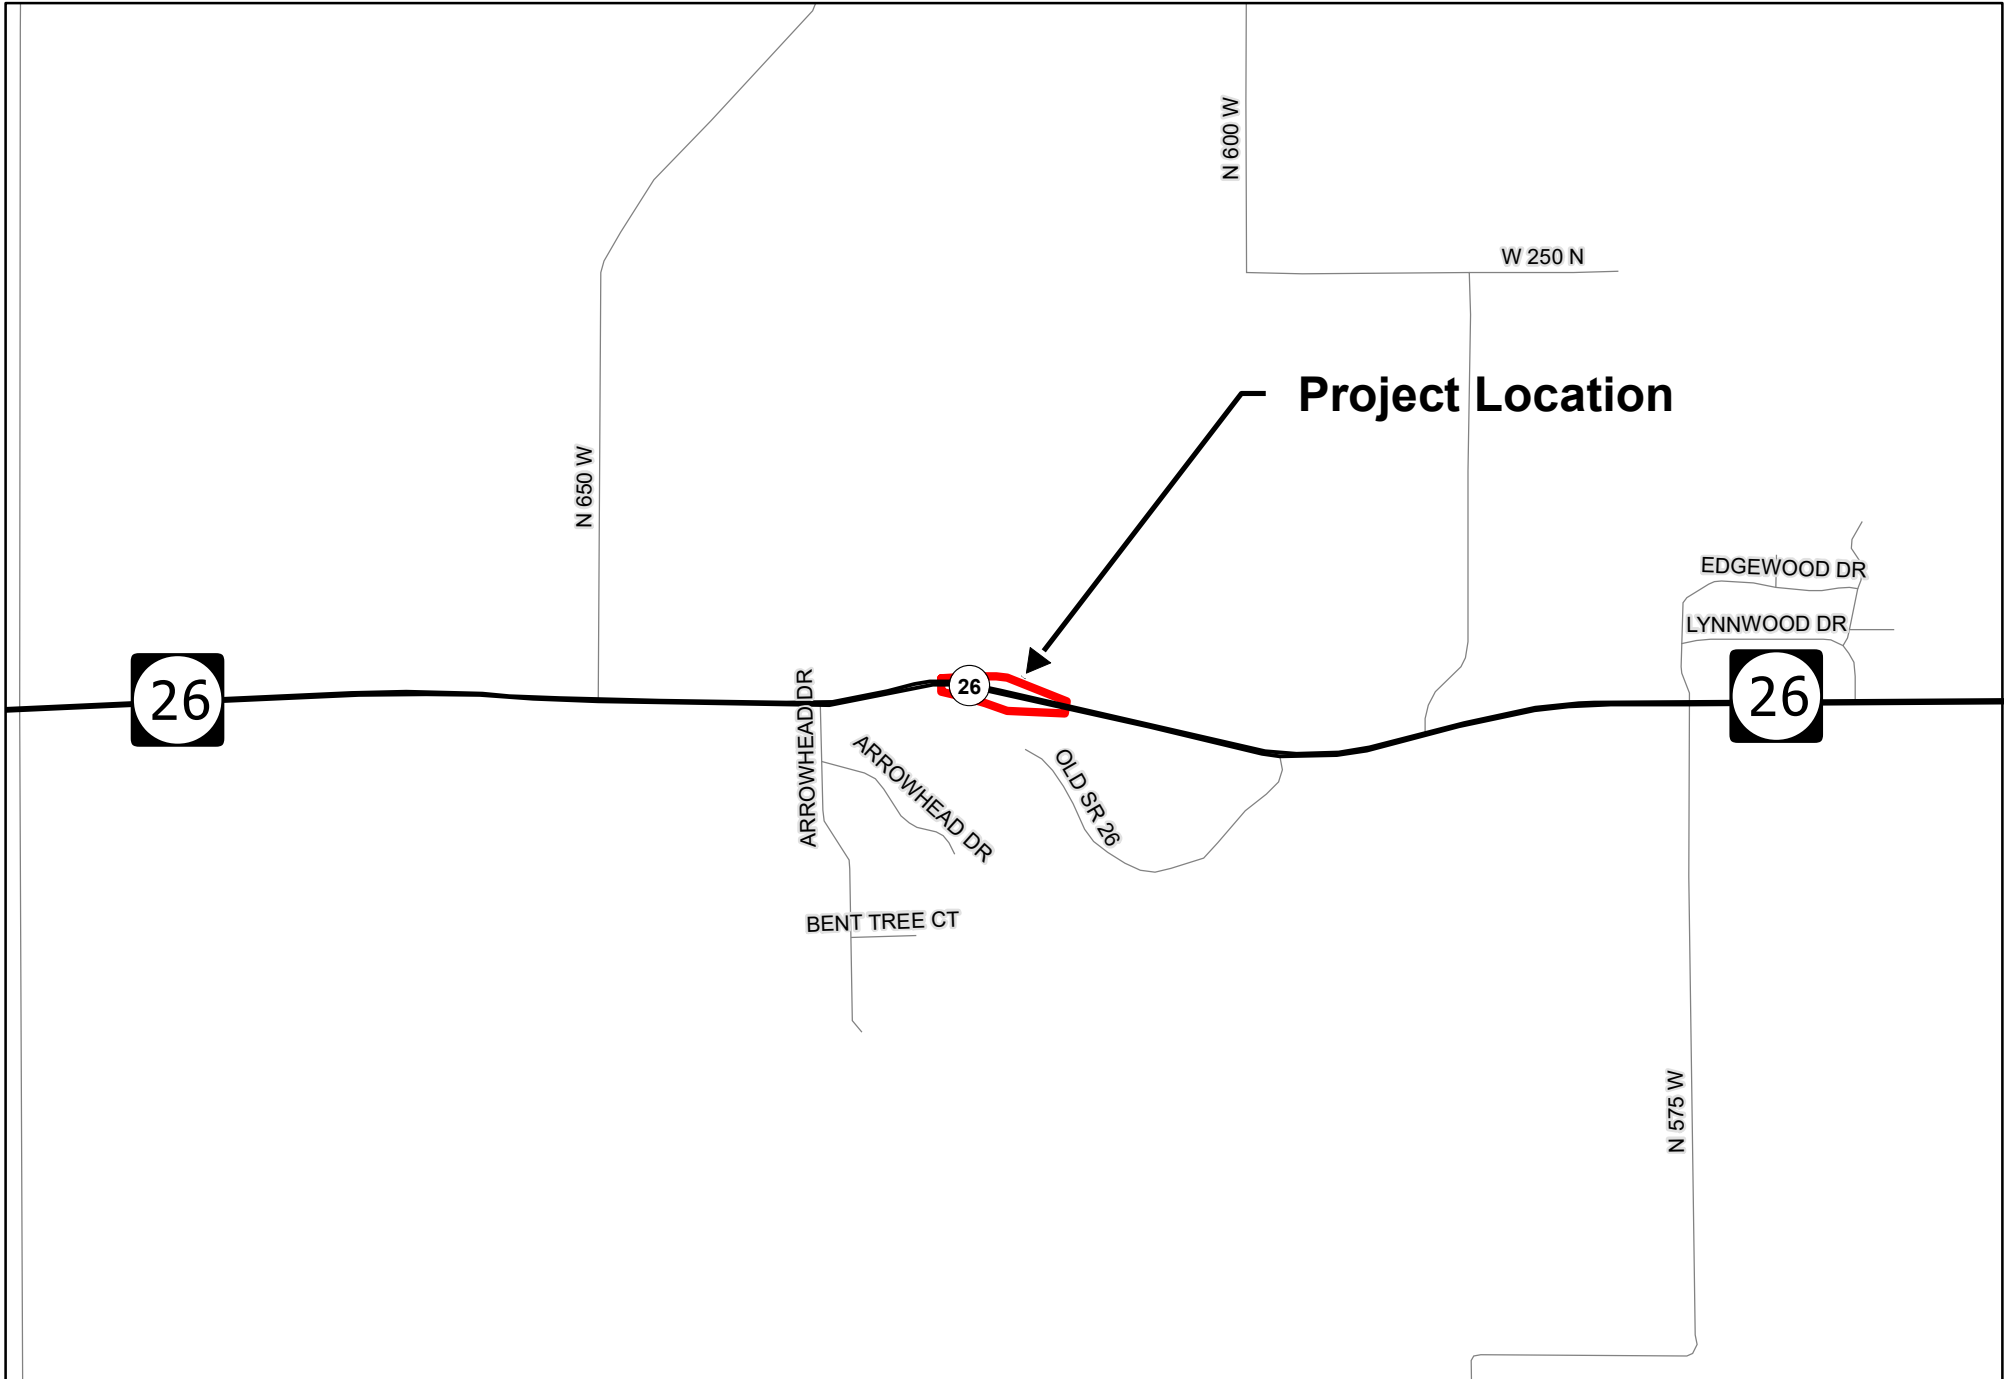 N 600 W
W 250 N
Project Location
N 650 W
EDGEWOOD DR
LYNNWOOD DR
26
26
26
ARROWHEAD DR
ARROWHEAD DR
OLD SR 26
BENT TREE CT
N 575 W